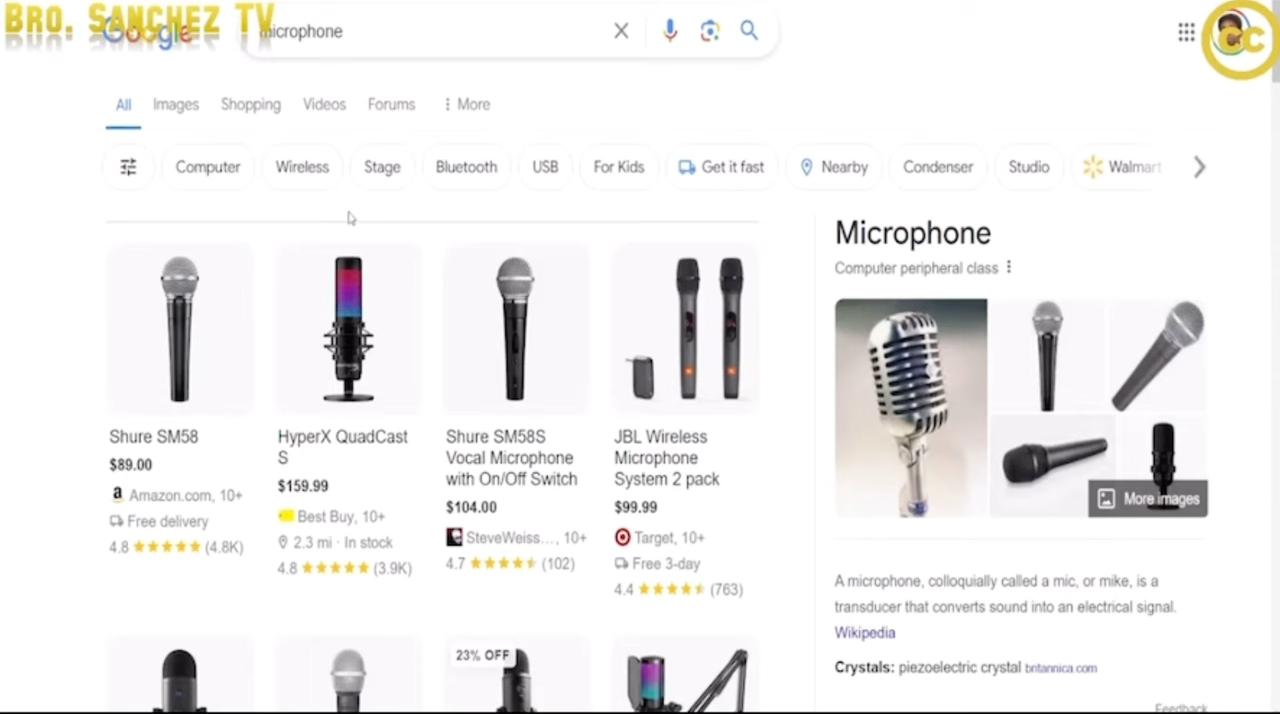 Bro. Sanchez TV
Google
microphone
CC
All Images Shopping Videos Forums More
Computer Wireless Stage Bluetooth USB For Kids Get it fast Nearby Condenser Studio Walmart
Microphone
Computer peripheral class
Shure SM58
$89.00
Amazon.com, 10+
Free delivery
4.8 (4.8K)
HyperX QuadCast
S
$159.99
Best Buy, 10+
2.3 mi · In stock
4.8 (3.9K)
Shure SM58S
Vocal Microphone
with On/Off Switch
$104.00
SteveWeiss..., 10+
4.7 (102)
JBL Wireless
Microphone
System 2 pack
$99.99
Target, 10+
Free 3-day
4.4 (763)
More images
A microphone, colloquially called a mic, or mike, is a
transducer that converts sound into an electrical signal.
Wikipedia
Crystals: piezoelectric crystal britannica.com
23% OFF
Feedback